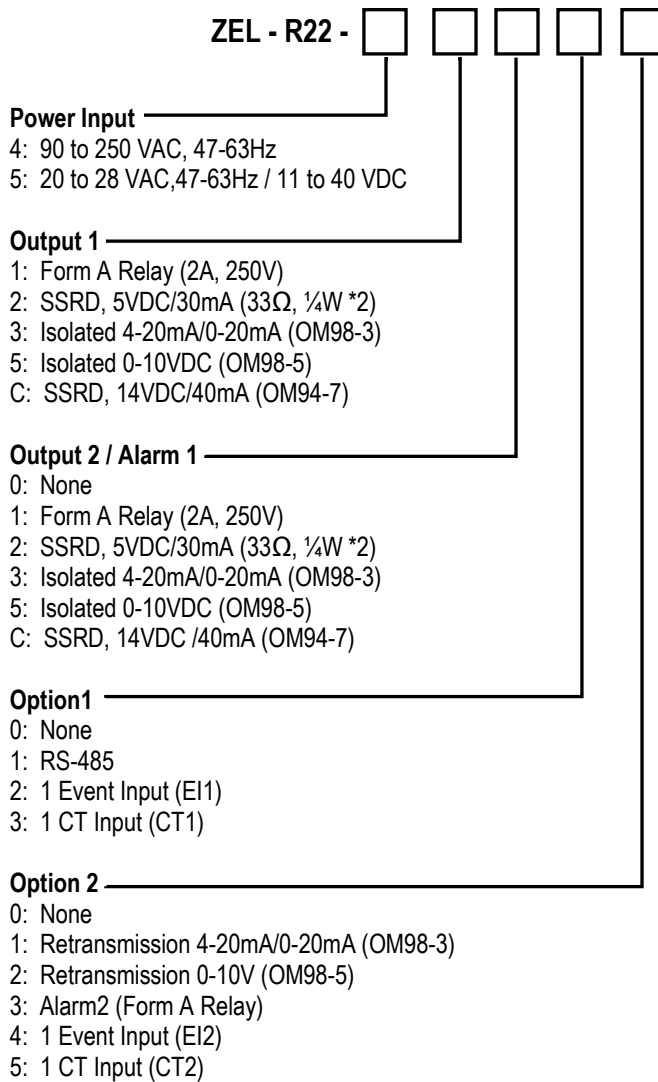 ZEL - R22 -
Power Input
4: 90 to 250 VAC, 47-63Hz
5: 20 to 28 VAC,47-63Hz / 11 to 40 VDC
Output 1
1: Form A Relay (2A, 250V)
2: SSRD, 5VDC/30mA (33Ω, ¼W *2)
3: Isolated 4-20mA/0-20mA (OM98-3)
5: Isolated 0-10VDC (OM98-5)
C: SSRD, 14VDC/40mA (OM94-7)
Output 2 / Alarm 1
0: None
1: Form A Relay (2A, 250V)
2: SSRD, 5VDC/30mA (33Ω, ¼W *2)
3: Isolated 4-20mA/0-20mA (OM98-3)
5: Isolated 0-10VDC (OM98-5)
C: SSRD, 14VDC /40mA (OM94-7)
Option1
0: None
1: RS-485
2: 1 Event Input (EI1)
3: 1 CT Input (CT1)
Option 2
0: None
1: Retransmission 4-20mA/0-20mA (OM98-3)
2: Retransmission 0-10V (OM98-5)
3: Alarm2 (Form A Relay)
4: 1 Event Input (EI2)
5: 1 CT Input (CT2)